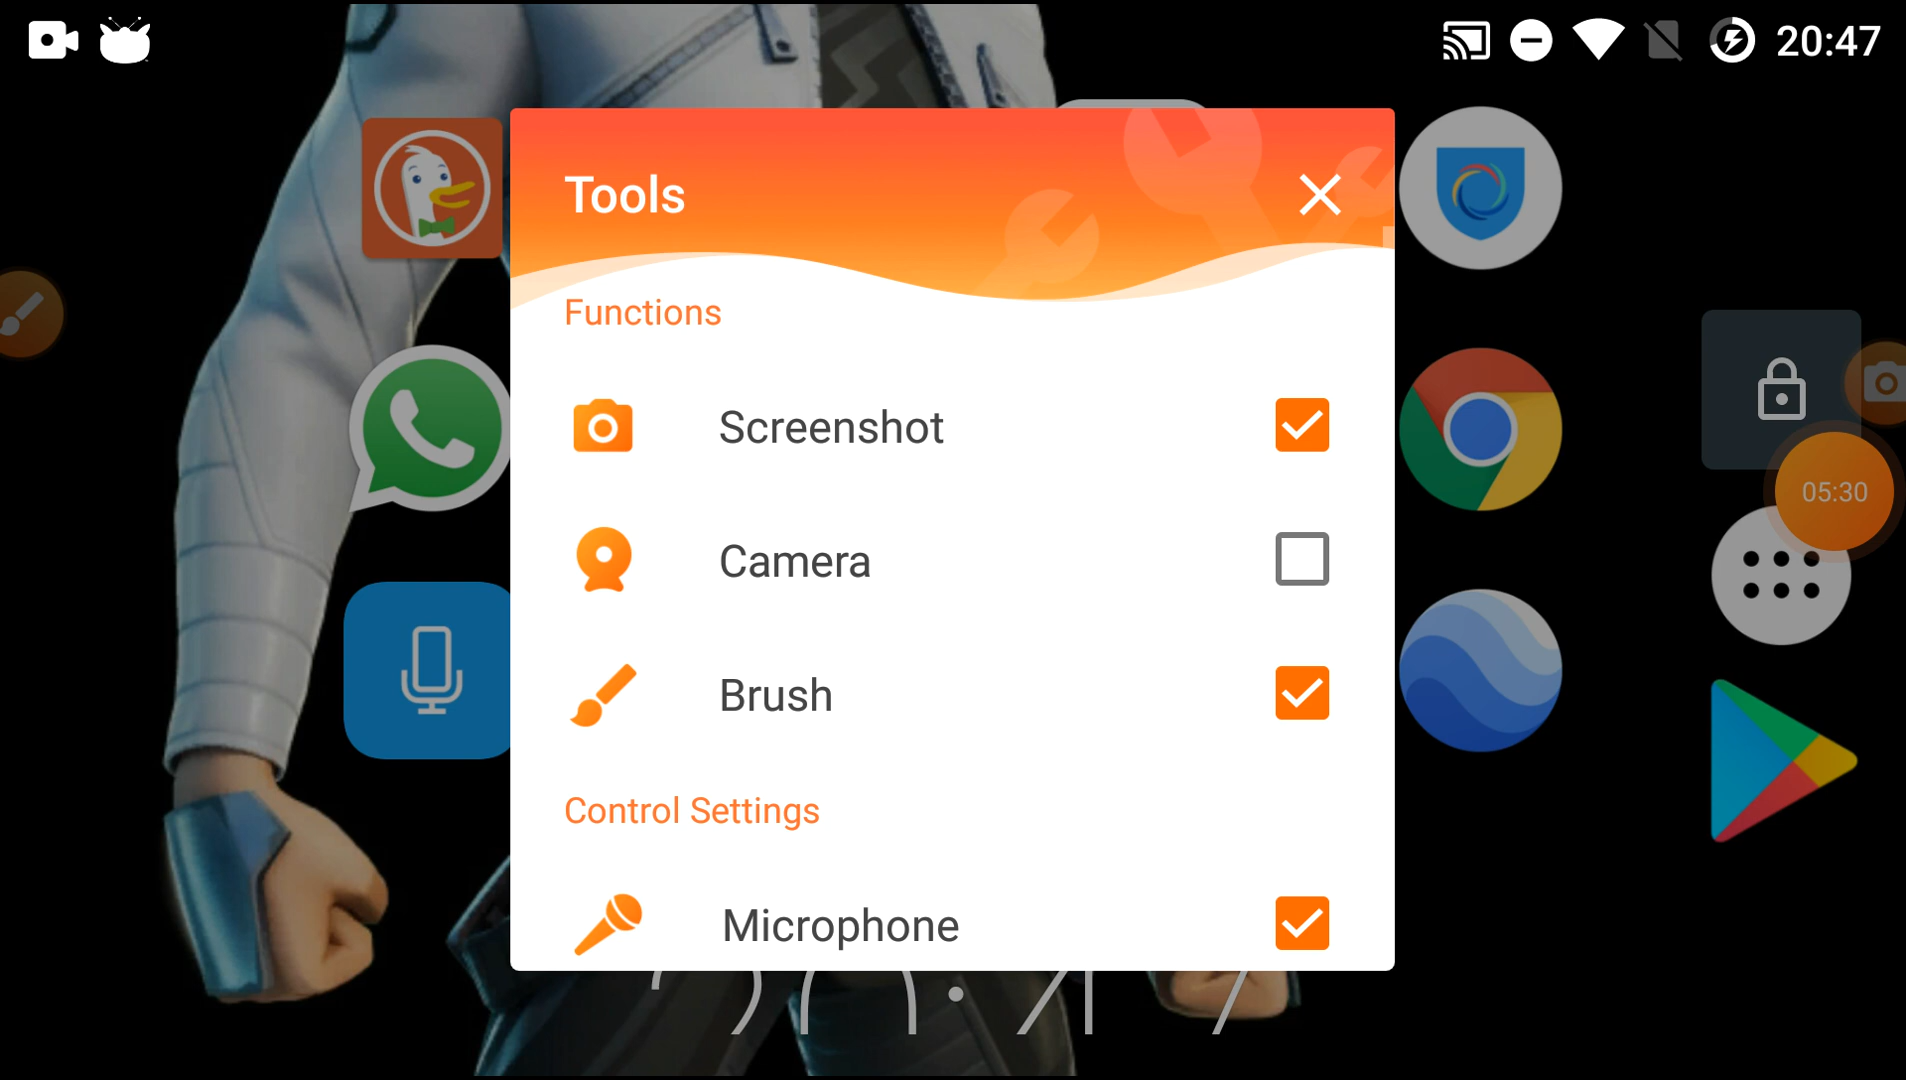 20:47
Tools
Functions
Screenshot
Camera
Brush
05:30
Control Settings
Microphone